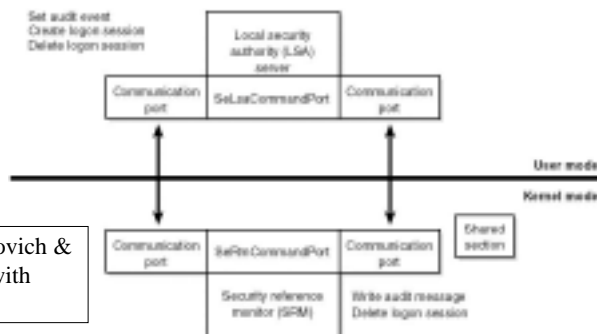 Set audit event
Create logon session
Delete logon session
Local security
authority (LSA)
server
Communication
port
SeLsaCommandPort
Communication
port
User mode
Kernel mode
ovich &
with
Communication
port
SeRmCommandPort
Communication
port
Shared
section
Security reference
monitor (SRM)
Write audit message
Delete logon session